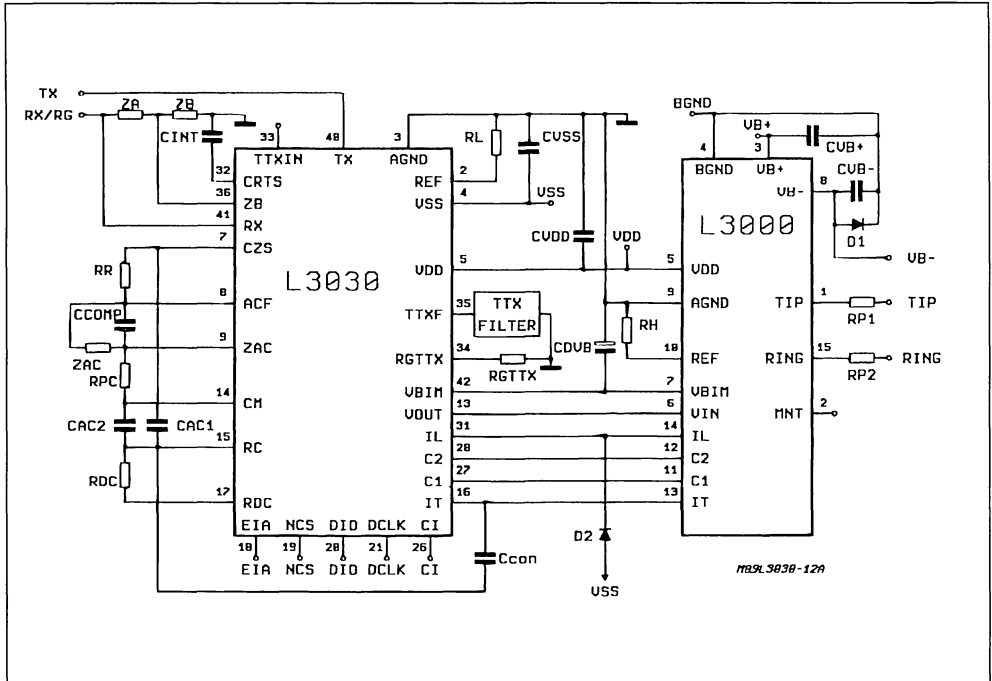 TX
RX/RG
ZA ZB
CINT
33 48 3
TTXIN TX AGND
RL CVSS
32 CRTS
36 ZB
41 RX
7 CZS
RR
8 ACF
CCOMP
9 ZAC
ZAC
RPC
14 CM
CAC2 CAC1
15 RC
RDC
17 RDC
L3030
2 REF
4 VSS
VSS
CVDD
VDD
5 VDD
35 TTXF
TTX
FILTER
34 RGTTX
RGTTX
CDVB
42 VBIM
13 VOUT
31 IL
28 C2
27 C1
16 IT
EIA NCS DIO DCLK CI
18 19 20 21 26
EIA NCS DIO DCLK CI
Ccon
D2
VSS
BGND
VB+
CVB+
4 3
BGND VB+
CVB-
8 VB-
D1
VB-
L3000
5 VDD
9 AGND
RH
10 REF
7 VBIM
6 VIN
14 IL
12 C2
11 C1
13 IT
TIP 1
RP1
TIP
RING 15
RP2
RING
MNT 2
M89L3030-12A